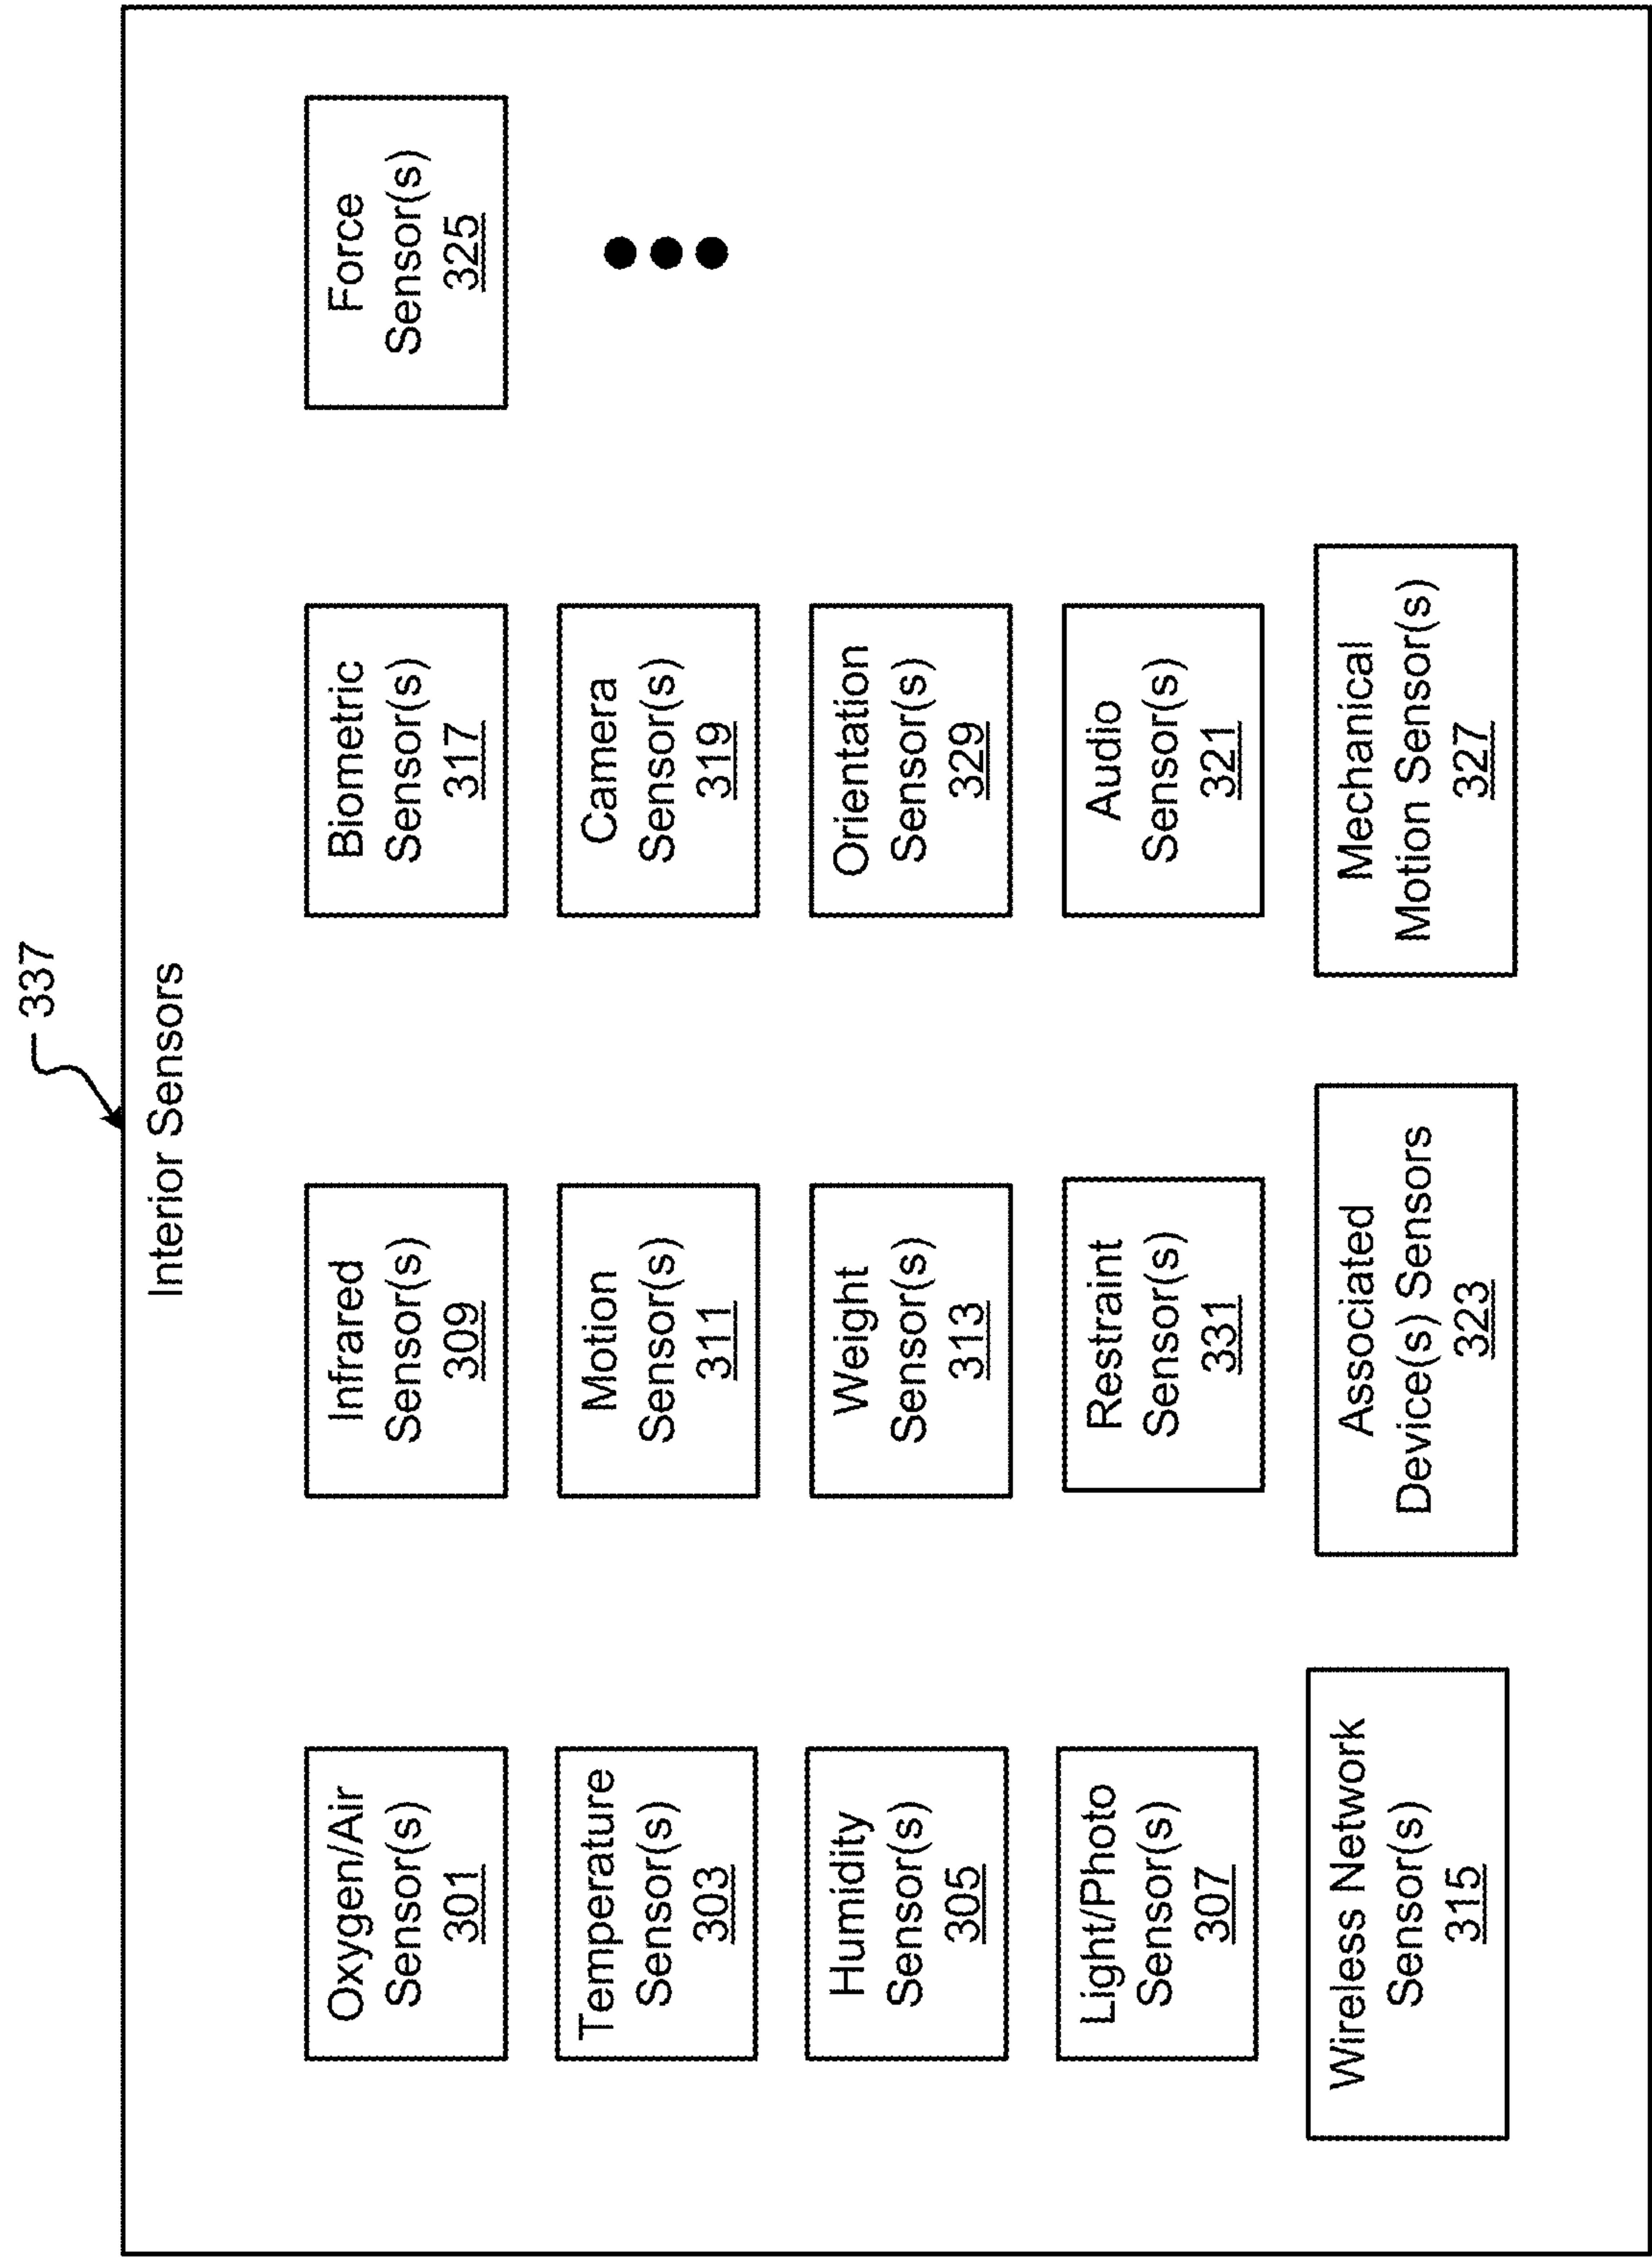 337
Interior Sensors
Oxygen/Air
Sensor(s)
301
Temperature
Sensor(s)
303
Humidity
Sensor(s)
305
Light/Photo
Sensor(s)
307
Wireless Network
Sensor(s)
315
Infrared
Sensor(s)
309
Motion
Sensor(s)
311
Weight
Sensor(s)
313
Restraint
Sensor(s)
331
Associated
Device(s) Sensors
323
Biometric
Sensor(s)
317
Camera
Sensor(s)
319
Orientation
Sensor(s)
329
Audio
Sensor(s)
321
Mechanical
Motion Sensor(s)
327
Force
Sensor(s)
325